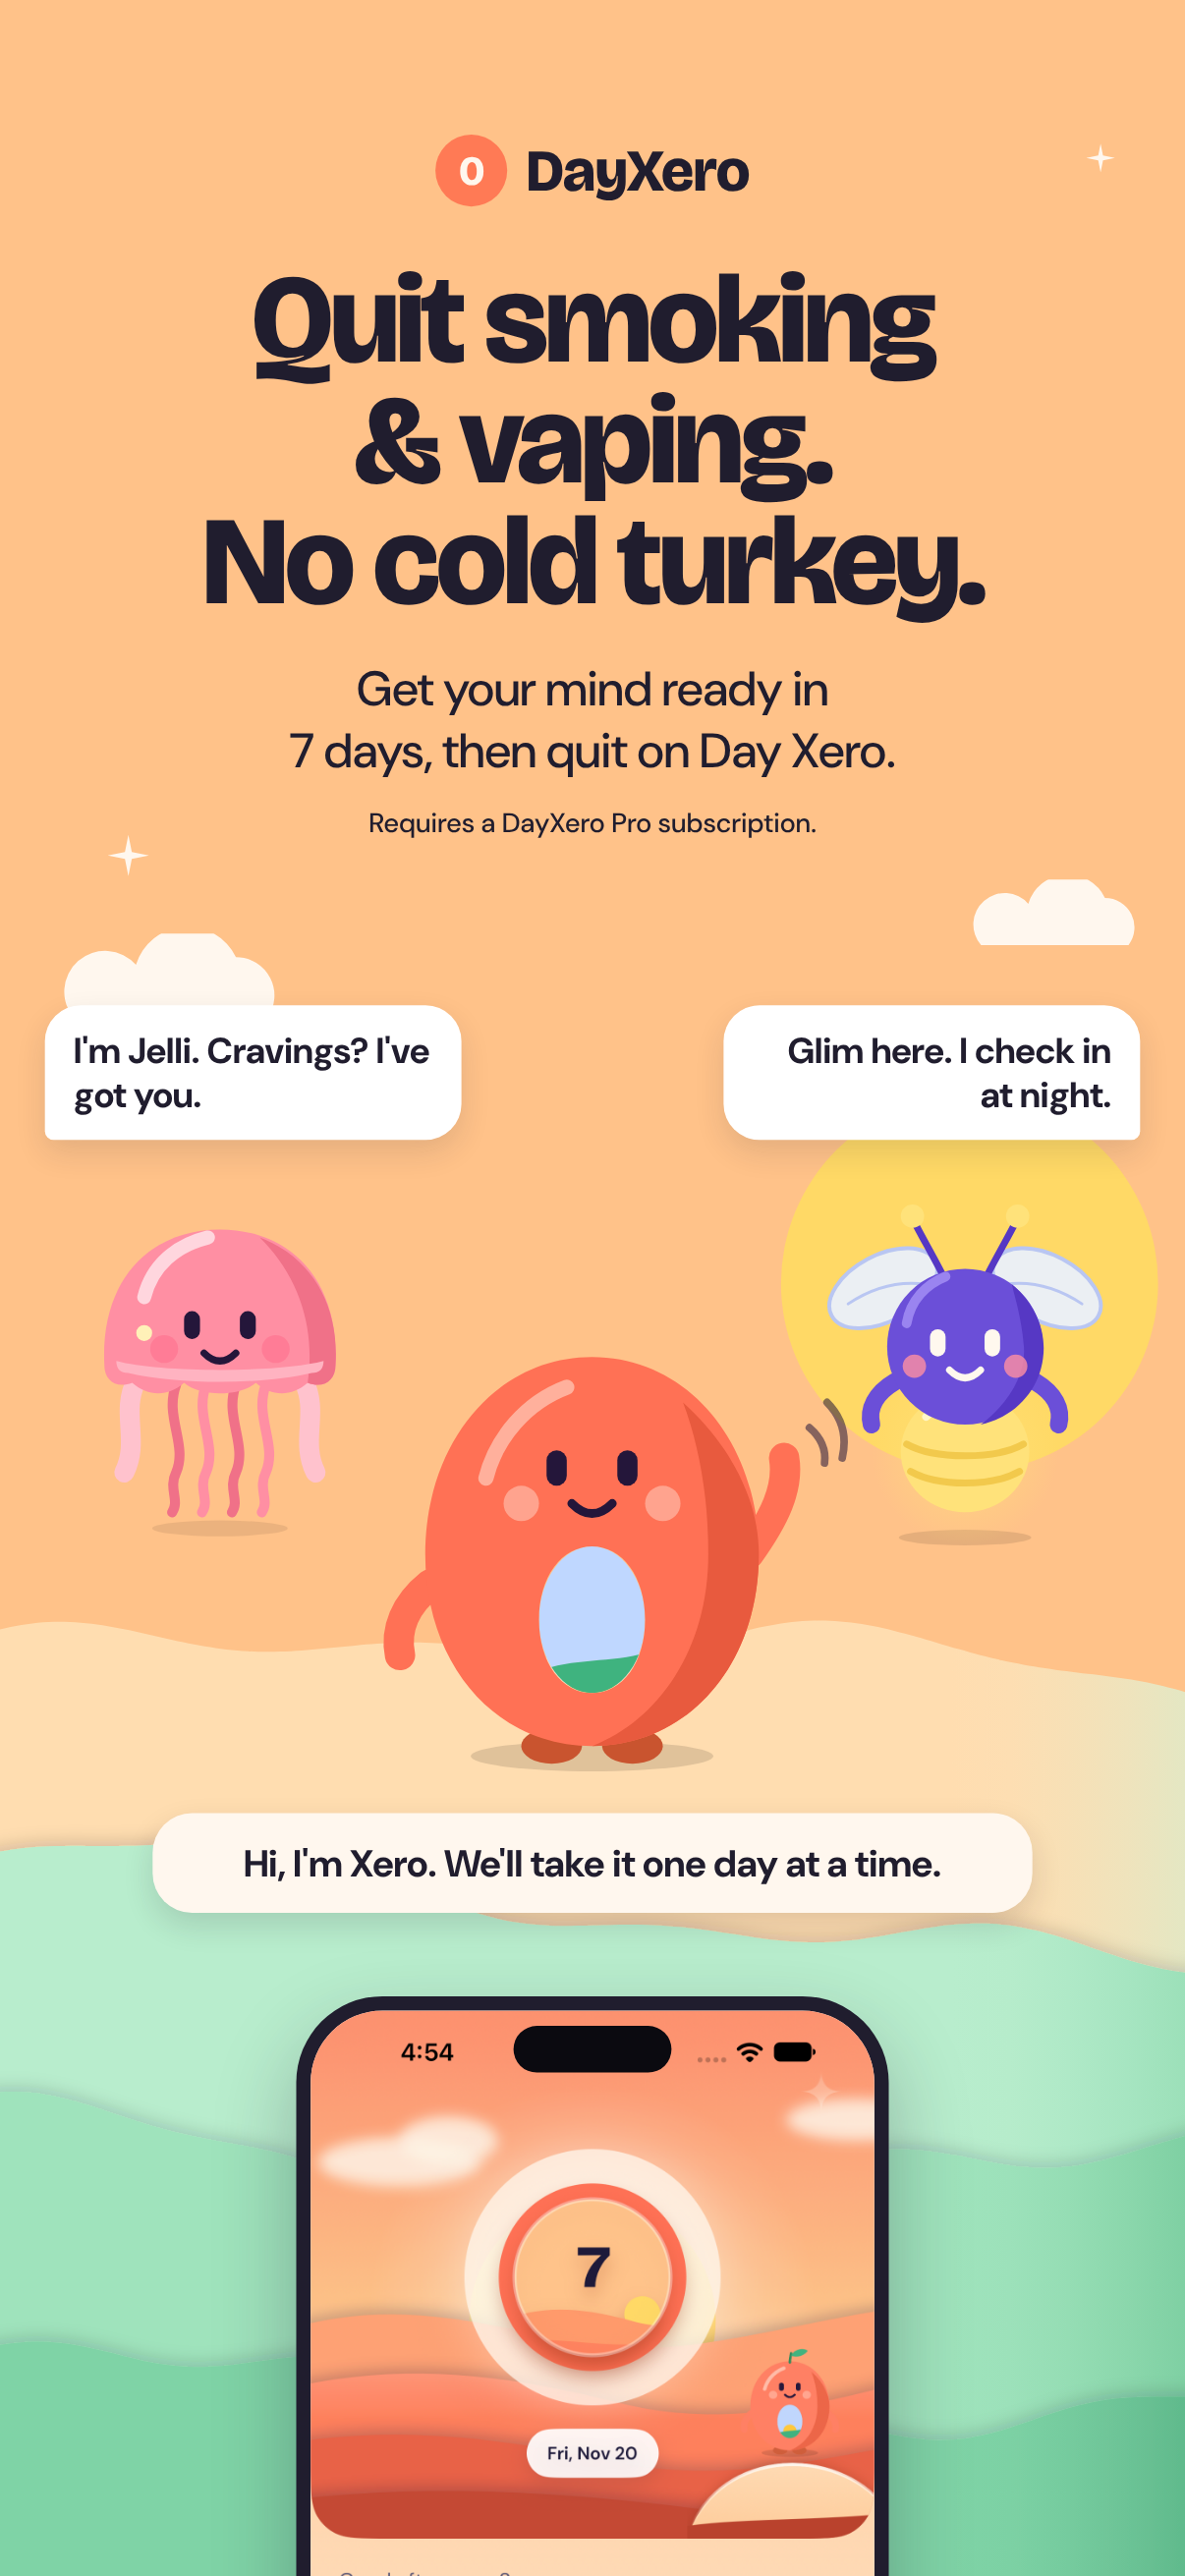 0 DayXero
Quit smoking
& vaping.
No cold turkey.
Get your mind ready in
7 days, then quit on Day Xero.
Requires a DayXero Pro subscription.
I'm Jelli. Cravings? I've
got you.
Glim here. I check in
at night.
Hi, I'm Xero. We'll take it one day at a time.
4:54
7
Fri, Nov 20